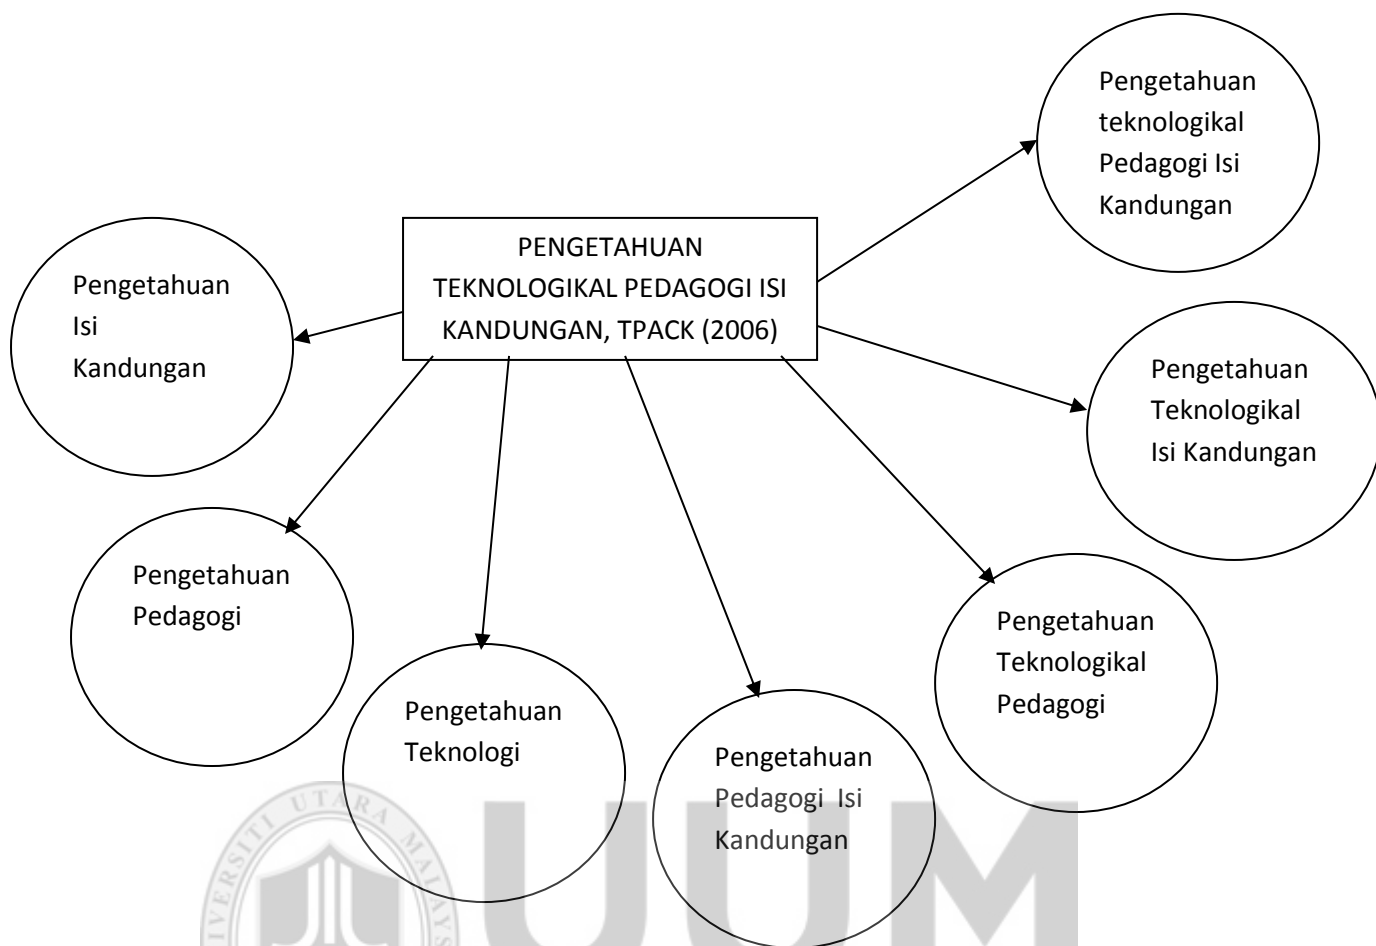 Pengetahuan
teknologikal
Pedagogi Isi
Kandungan
PENGETAHUAN
TEKNOLOGIKAL PEDAGOGI ISI
KANDUNGAN, TPACK (2006)
Pengetahuan
Isi
Kandungan
Pengetahuan
Teknologikal
Isi Kandungan
Pengetahuan
Pedagogi
Pengetahuan
Teknologikal
Pedagogi
Pengetahuan
Teknologi
Pengetahuan
Pedagogi Isi
Kandungan
UTARA
UUM